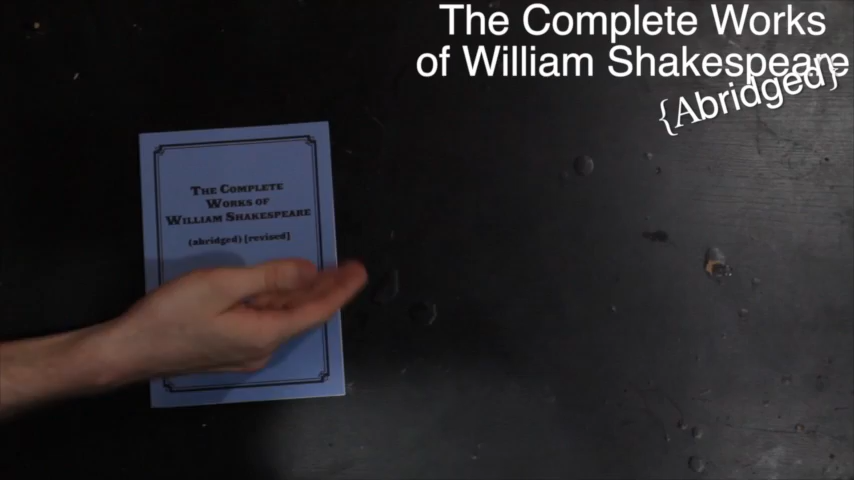 The Complete Works
of William Shakespeare
{Abridged}
The Complete
Works of
William Shakespeare
(abridged) [revised]